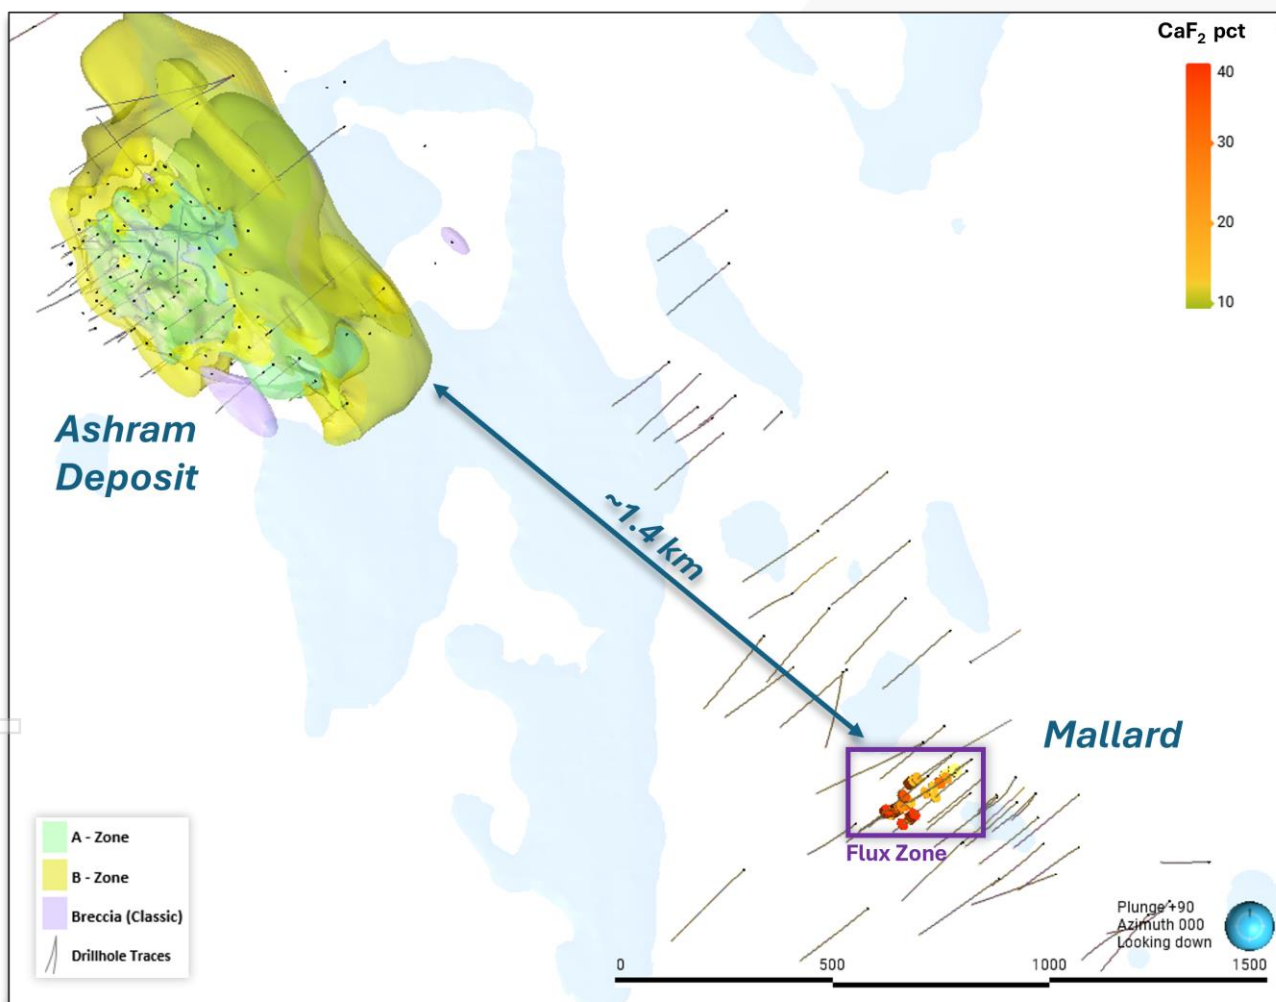 CaF₂ pct
40
30
20
10
Ashram
Deposit
~1.4 km
Mallard
Flux Zone
A - Zone
B - Zone
Breccia (Classic)
Drillhole Traces
Plunge +90
Azimuth 000
Looking down
0
500
1000
1500